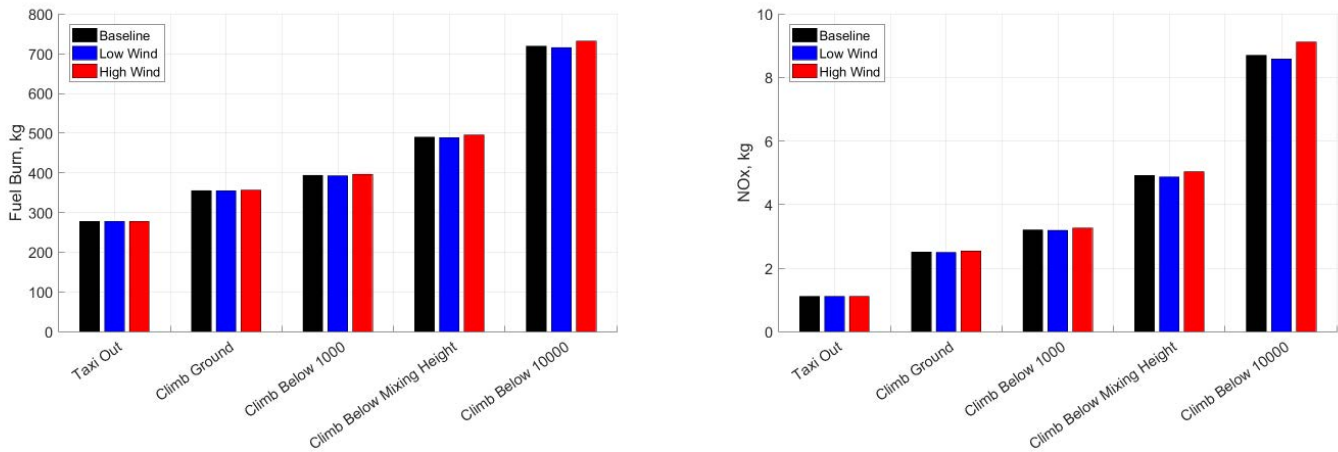 800
700
600
500
400
300
200
100
0
Fuel Burn, kg
Baseline
Low Wind
High Wind
Taxi Out
Climb Ground
Climb Below 1000
Climb Below Mixing Height
Climb Below 10000
10
8
6
4
2
0
NOx, kg
Baseline
Low Wind
High Wind
Taxi Out
Climb Ground
Climb Below 1000
Climb Below Mixing Height
Climb Below 10000